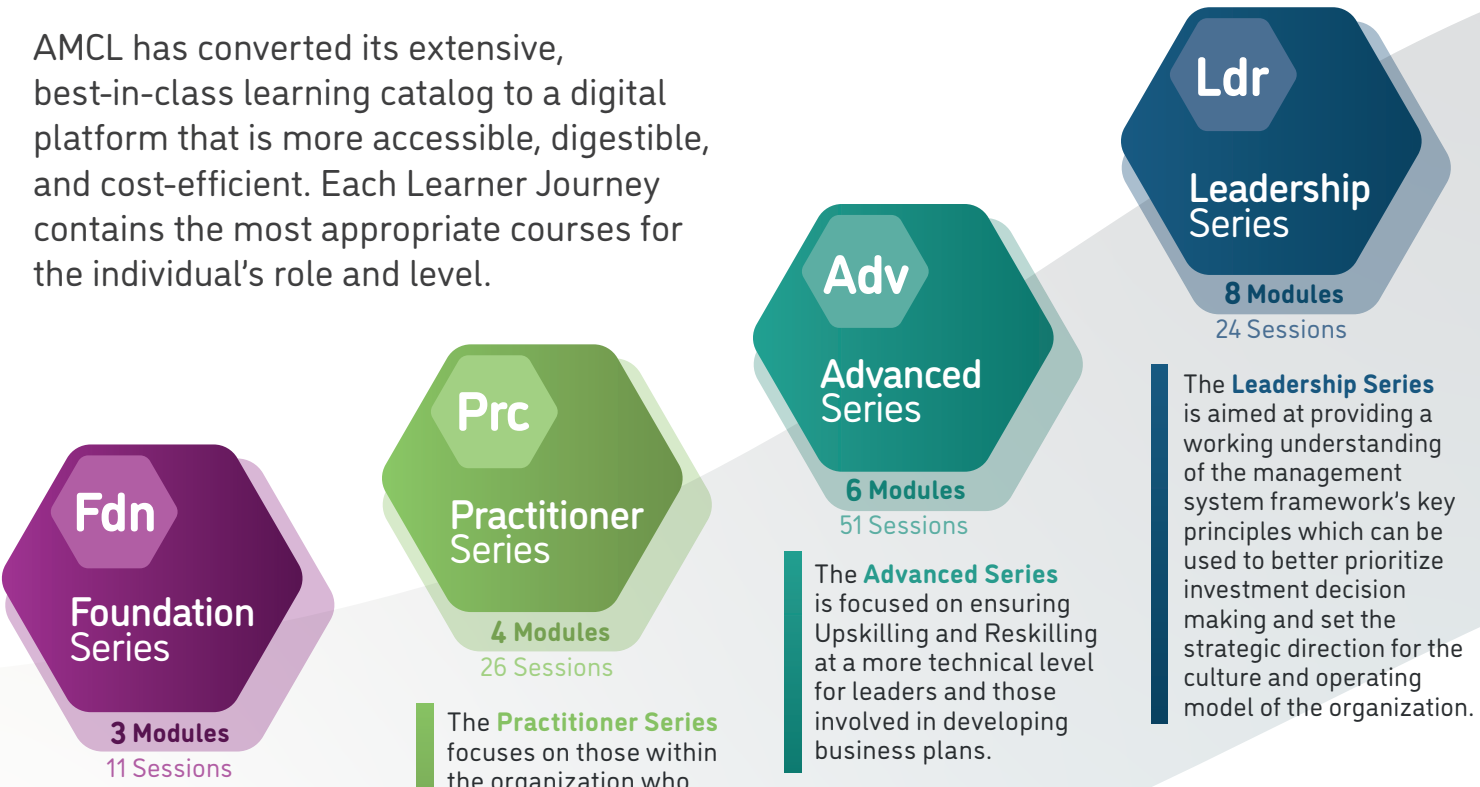 AMCL has converted its extensive,
best-in-class learning catalog to a digital
platform that is more accessible, digestible,
and cost-efficient. Each Learner Journey
contains the most appropriate courses for
the individual's role and level.
Fdn
Foundation
Series
3 Modules
11 Sessions
Prc
Practitioner
Series
4 Modules
26 Sessions
The Practitioner Series
focuses on those within
the organization who
Adv
Advanced
Series
6 Modules
51 Sessions
The Advanced Series
is focused on ensuring
Upskilling and Reskilling
at a more technical level
for leaders and those
involved in developing
business plans.
Ldr
Leadership
Series
8 Modules
24 Sessions
The Leadership Series
is aimed at providing a
working understanding
of the management
system framework's key
principles which can be
used to better prioritize
investment decision
making and set the
strategic direction for the
culture and operating
model of the organization.